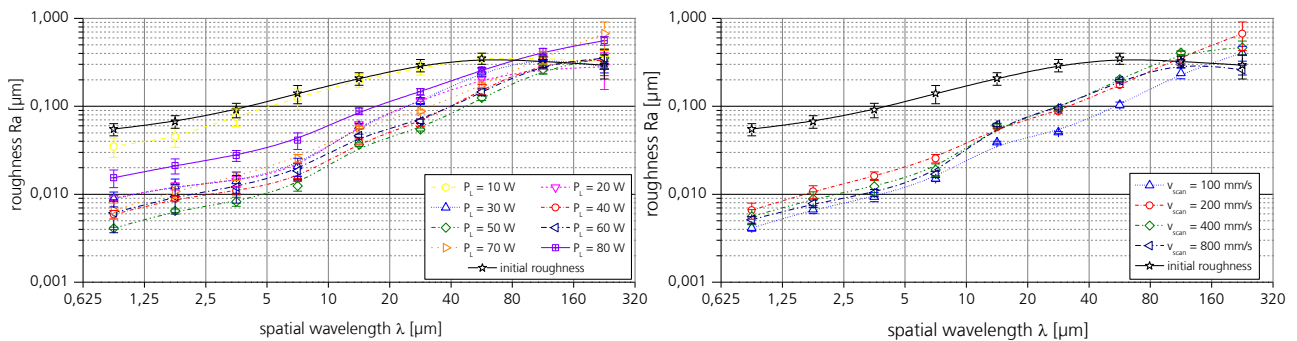 1,000
0,100
0,010
0,001
roughness Ra [µm]
0,625 1,25 2,5 5 10 20 40 80 160 320
spatial wavelength λ [µm]
P_L = 10 W P_L = 20 W
P_L = 30 W P_L = 40 W
P_L = 50 W P_L = 60 W
P_L = 70 W P_L = 80 W
initial roughness
1,000
0,100
0,010
0,001
roughness Ra [µm]
0,625 1,25 2,5 5 10 20 40 80 160 320
spatial wavelength λ [µm]
v_scan = 100 mm/s
v_scan = 200 mm/s
v_scan = 400 mm/s
v_scan = 800 mm/s
initial roughness